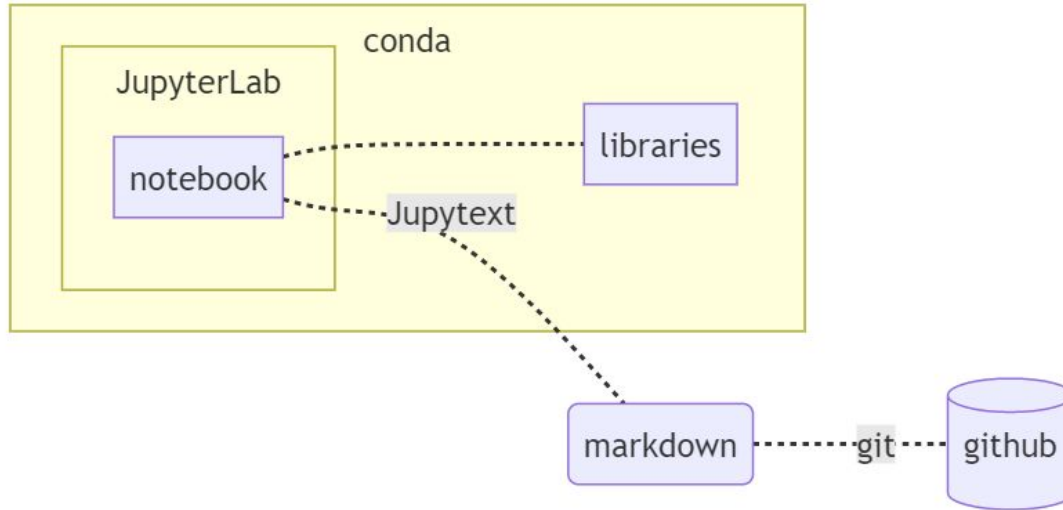 conda
JupyterLab
notebook
libraries
Jupytext
markdown
git
github